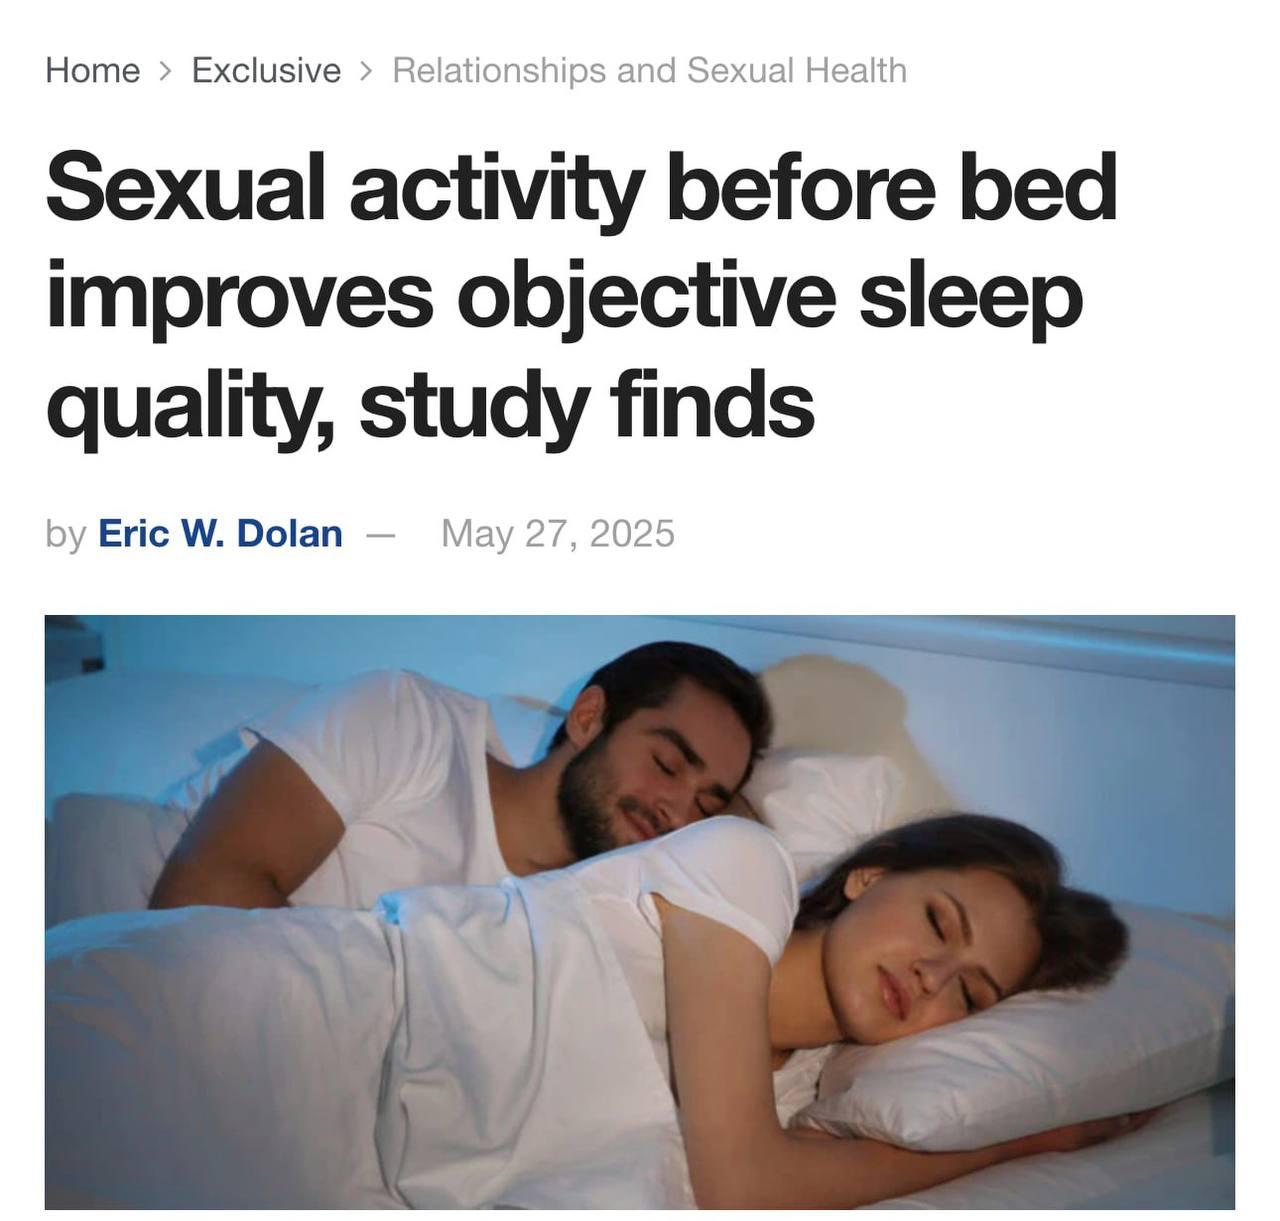 Home > Exclusive > Relationships and Sexual Health
Sexual activity before bed
improves objective sleep
quality, study finds
by Eric W. Dolan — May 27, 2025